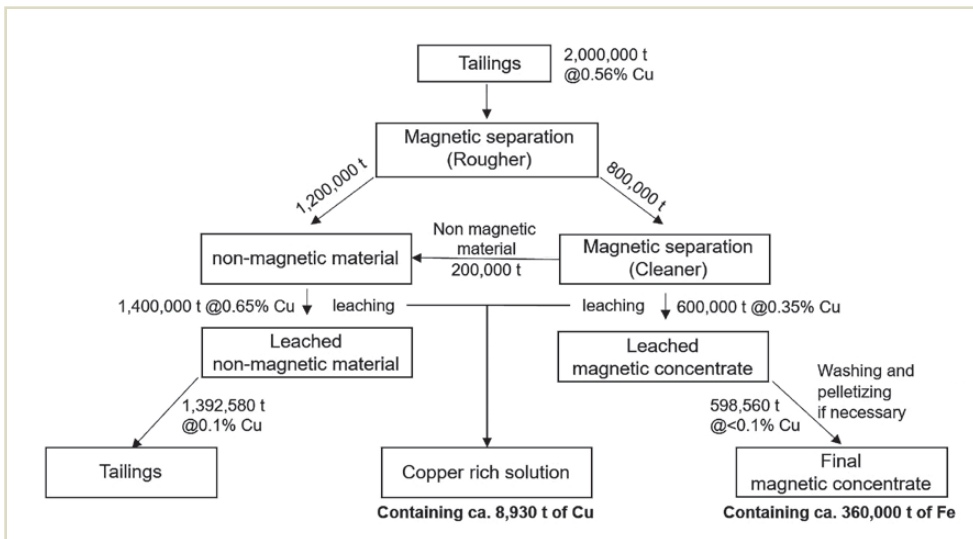 Tailings
2,000,000 t
@0.56% Cu
Magnetic separation
(Rougher)
1,200,000 t
800,000 t
non-magnetic material
Non magnetic
material
200,000 t
Magnetic separation
(Cleaner)
1,400,000 t @0.65% Cu
leaching
leaching
600,000 t @0.35% Cu
Leached
non-magnetic material
Leached
magnetic concentrate
1,392,580 t
@0.1% Cu
598,560 t
@<0.1% Cu
Washing and
pelletizing
if necessary
Tailings
Copper rich solution
Final
magnetic concentrate
Containing ca. 8,930 t of Cu
Containing ca. 360,000 t of Fe